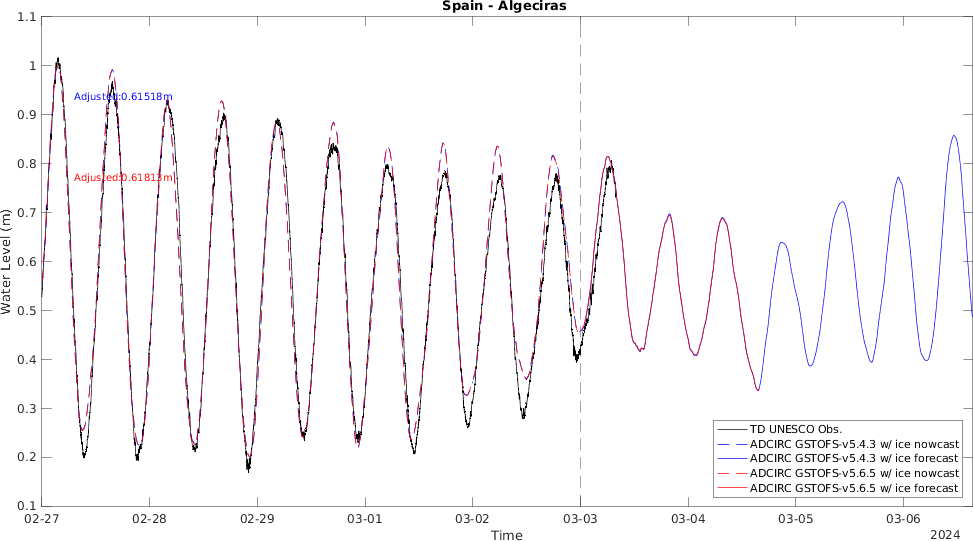 Spain - Algeciras
1.1
1
0.9
0.8
0.7
0.6
0.5
0.4
0.3
0.2
0.1
Water Level (m)
Adjusted:0.61518m
Adjusted:0.61813m
TD UNESCO Obs.
ADCIRC GSTOFS-v5.4.3 w/ ice nowcast
ADCIRC GSTOFS-v5.4.3 w/ ice forecast
ADCIRC GSTOFS-v5.6.5 w/ ice nowcast
ADCIRC GSTOFS-v5.6.5 w/ ice forecast
02-27 02-28 02-29 03-01 03-02 03-03 03-04 03-05 03-06
Time
2024